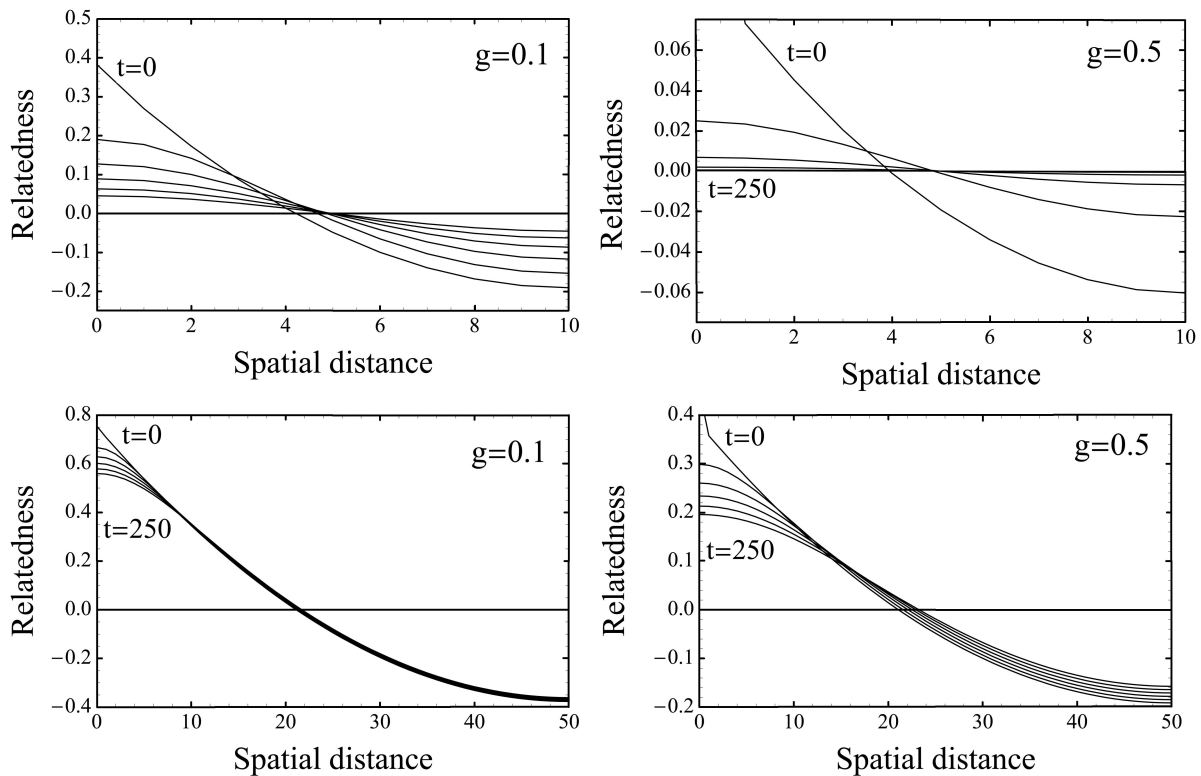 0.5
0.4
0.3
0.2
0.1
0.0
−0.1
−0.2
0 2 4 6 8 10
Relatedness
Spatial distance
t=0
g=0.1
0.06
0.04
0.02
0.00
−0.02
−0.04
−0.06
0 2 4 6 8 10
Relatedness
Spatial distance
t=0
t=250
g=0.5
0.8
0.6
0.4
0.2
0.0
−0.2
−0.4
0 10 20 30 40 50
Relatedness
Spatial distance
t=0
t=250
g=0.1
0.4
0.3
0.2
0.1
0.0
−0.1
−0.2
0 10 20 30 40 50
Relatedness
Spatial distance
t=0
t=250
g=0.5